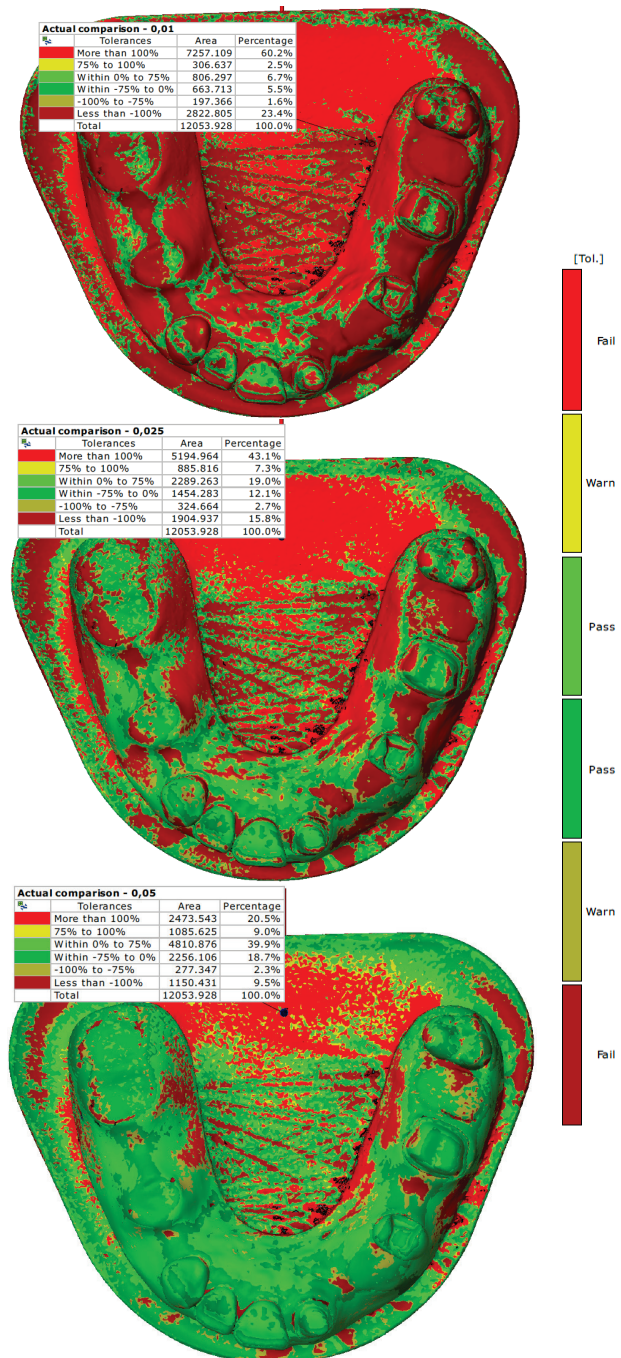 Actual comparison - 0,01
Tolerances Area Percentage
More than 100% 7257.109 60.2%
75% to 100% 306.637 2.5%
Within 0% to 75% 806.297 6.7%
Within -75% to 0% 663.713 5.5%
-100% to -75% 197.366 1.6%
Less than -100% 2822.805 23.4%
Total 12053.928 100.0%
[Tol.]
Fail
Warn
Pass
Pass
Warn
Fail
Actual comparison - 0,025
Tolerances Area Percentage
More than 100% 5194.964 43.1%
75% to 100% 885.816 7.3%
Within 0% to 75% 2289.263 19.0%
Within -75% to 0% 1454.283 12.1%
-100% to -75% 324.664 2.7%
Less than -100% 1904.937 15.8%
Total 12053.928 100.0%
Actual comparison - 0,05
Tolerances Area Percentage
More than 100% 2473.543 20.5%
75% to 100% 1085.625 9.0%
Within 0% to 75% 4810.876 39.9%
Within -75% to 0% 2256.106 18.7%
-100% to -75% 277.347 2.3%
Less than -100% 1150.431 9.5%
Total 12053.928 100.0%